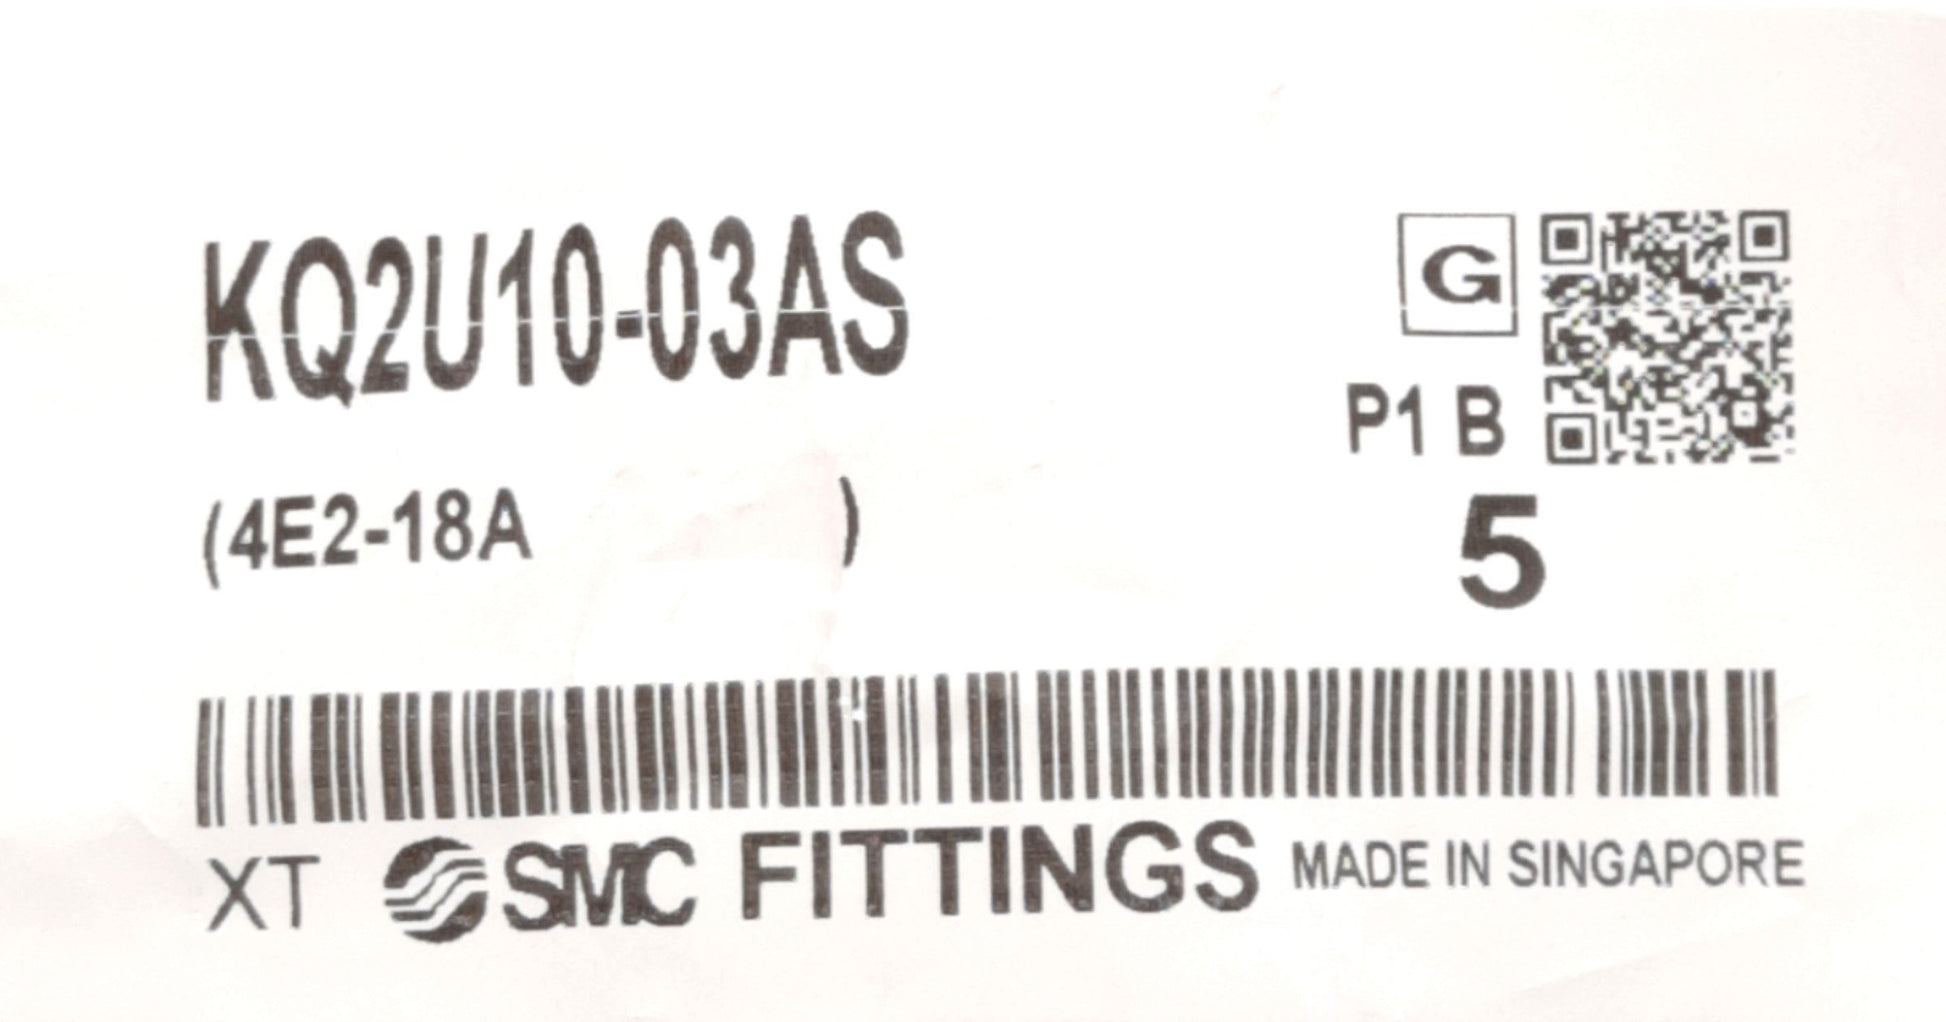 KQ2U10-03AS
G
P1 B
(4E2-18A )
5
XT SMC FITTINGS MADE IN SINGAPORE